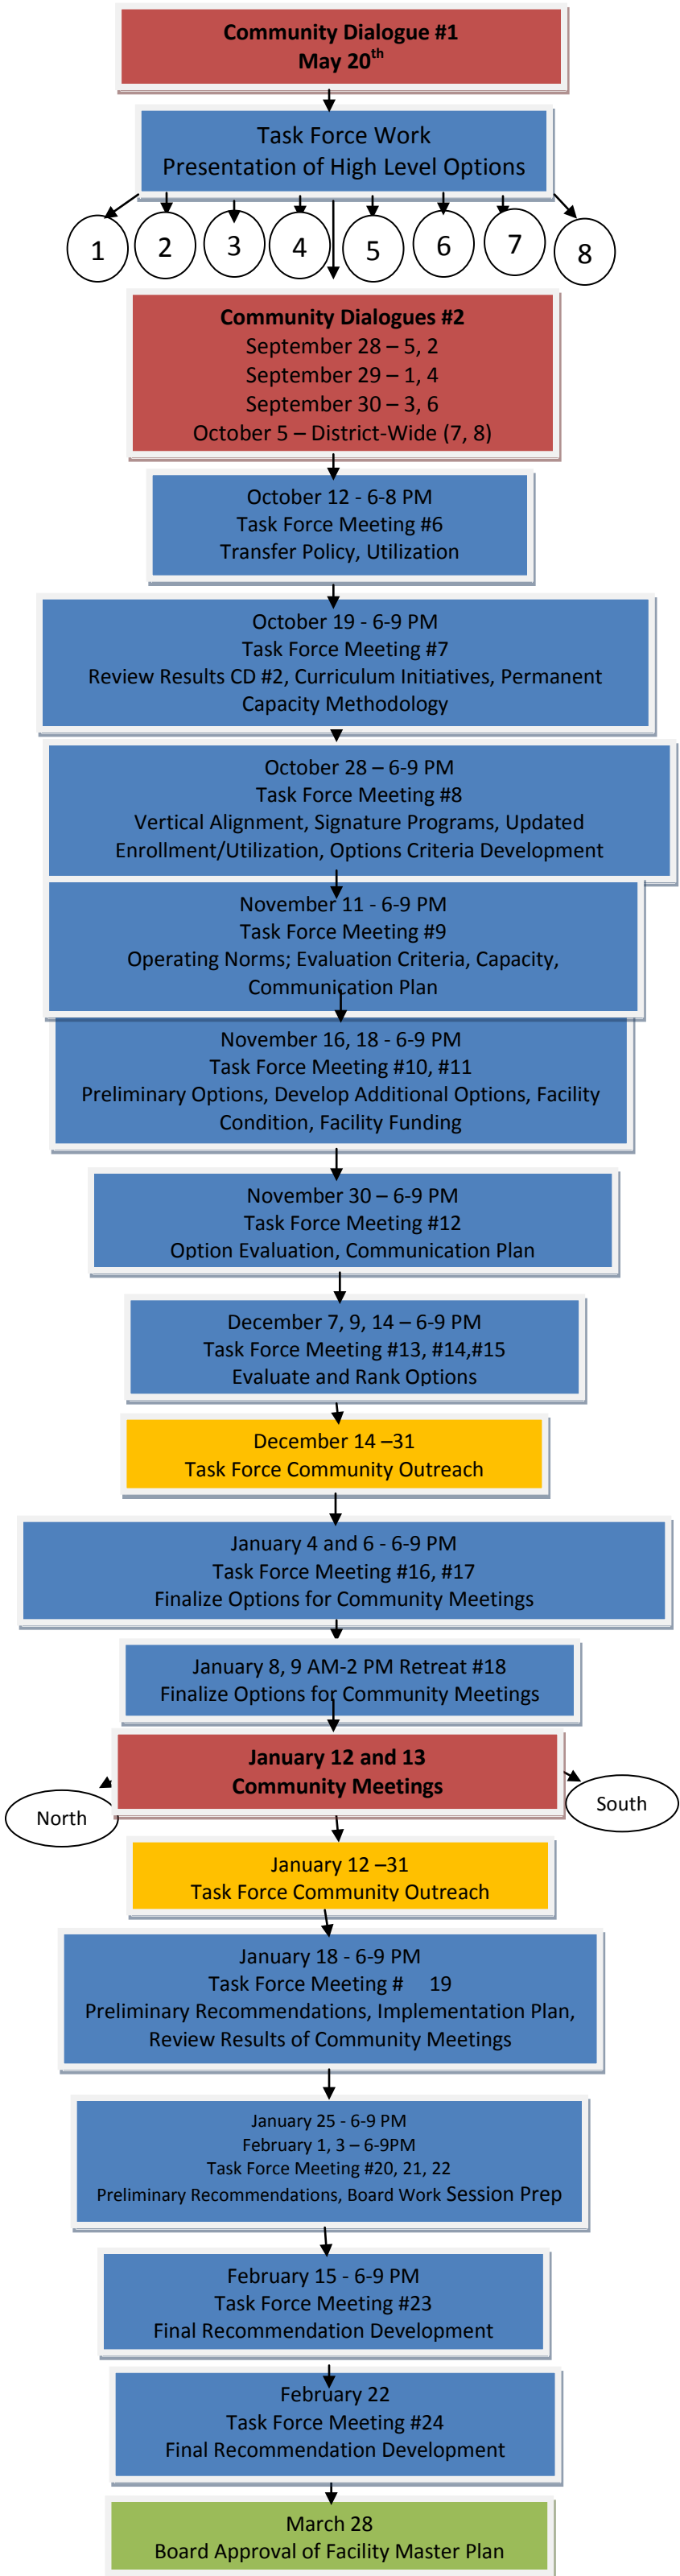 Community Dialogue #1
May 20th
Task Force Work
Presentation of High Level Options
1 2 3 4 5 6 7 8
Community Dialogues #2
September 28 – 5, 2
September 29 – 1, 4
September 30 – 3, 6
October 5 – District-Wide (7, 8)
October 12 - 6-8 PM
Task Force Meeting #6
Transfer Policy, Utilization
October 19 - 6-9 PM
Task Force Meeting #7
Review Results CD #2, Curriculum Initiatives, Permanent
Capacity Methodology
October 28 – 6-9 PM
Task Force Meeting #8
Vertical Alignment, Signature Programs, Updated
Enrollment/Utilization, Options Criteria Development
November 11 - 6-9 PM
Task Force Meeting #9
Operating Norms; Evaluation Criteria, Capacity,
Communication Plan
November 16, 18 - 6-9 PM
Task Force Meeting #10, #11
Preliminary Options, Develop Additional Options, Facility
Condition, Facility Funding
November 30 – 6-9 PM
Task Force Meeting #12
Option Evaluation, Communication Plan
December 7, 9, 14 – 6-9 PM
Task Force Meeting #13, #14,#15
Evaluate and Rank Options
December 14 –31
Task Force Community Outreach
January 4 and 6 - 6-9 PM
Task Force Meeting #16, #17
Finalize Options for Community Meetings
January 8, 9 AM-2 PM Retreat #18
Finalize Options for Community Meetings
January 12 and 13
Community Meetings
North
South
January 12 –31
Task Force Community Outreach
January 18 - 6-9 PM
Task Force Meeting # 19
Preliminary Recommendations, Implementation Plan,
Review Results of Community Meetings
January 25 - 6-9 PM
February 1, 3 – 6-9PM
Task Force Meeting #20, 21, 22
Preliminary Recommendations, Board Work Session Prep
February 15 - 6-9 PM
Task Force Meeting #23
Final Recommendation Development
February 22
Task Force Meeting #24
Final Recommendation Development
March 28
Board Approval of Facility Master Plan